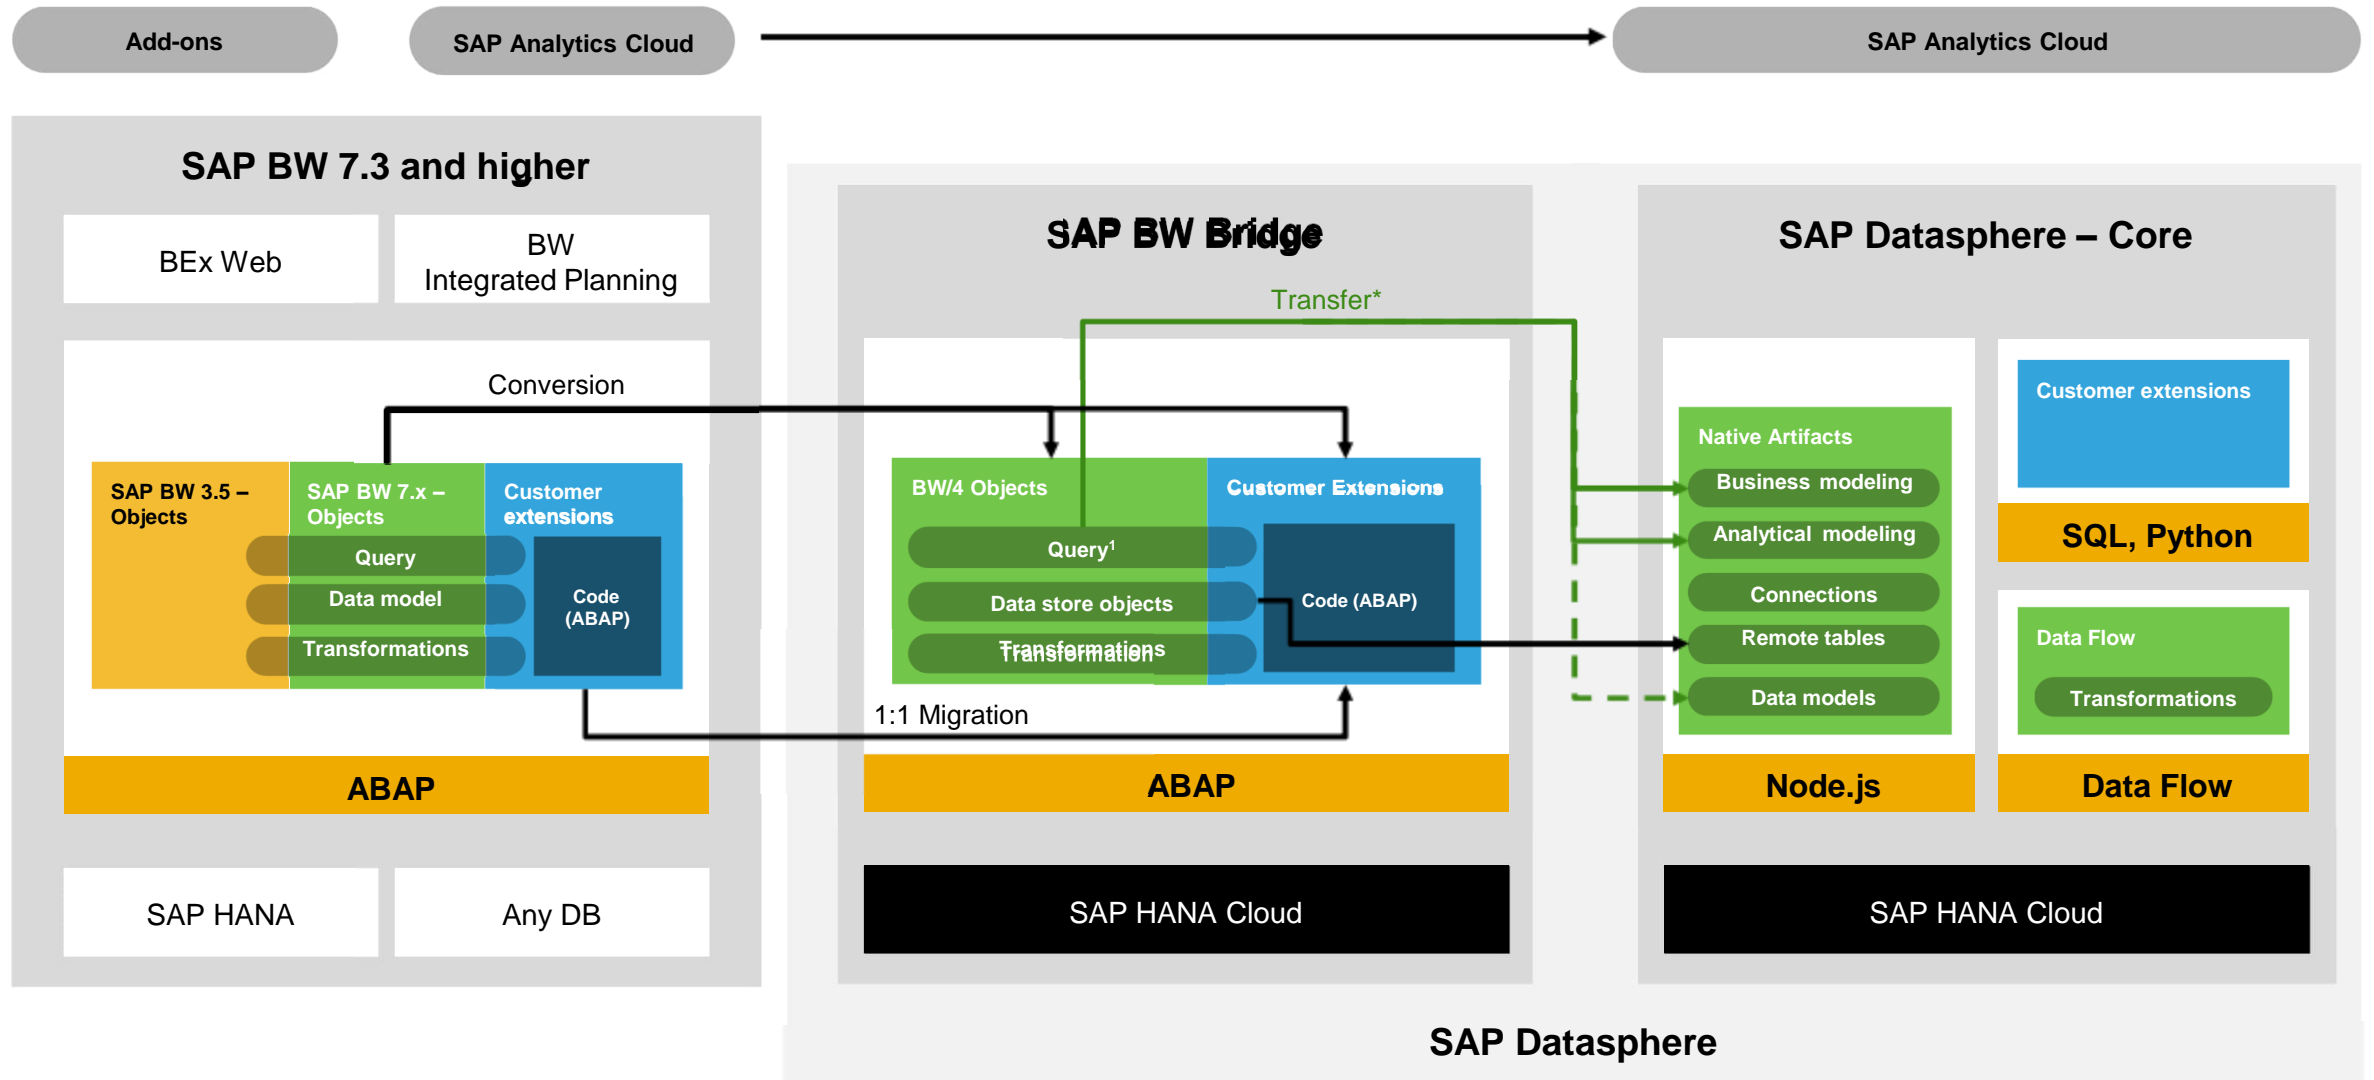 Add-ons
SAP Analytics Cloud
SAP Analytics Cloud
SAP BW 7.3 and higher
BEx Web
BW
Integrated Planning
Conversion
SAP BW 3.5 –
Objects
SAP BW 7.x –
Objects
Customer
extensions
Query
Data model
Transformations
Code
(ABAP)
ABAP
SAP HANA
Any DB
SAP BW Bridge
Transfer*
BW/4 Objects
Customer Extensions
Query¹
Data store objects
Transformations
Transformation
Code (ABAP)
1:1 Migration
ABAP
SAP HANA Cloud
SAP Datasphere – Core
Native Artifacts
Business modeling
Analytical modeling
Connections
Remote tables
Data models
Node.js
Customer extensions
SQL, Python
Data Flow
Transformations
Data Flow
SAP HANA Cloud
SAP Datasphere